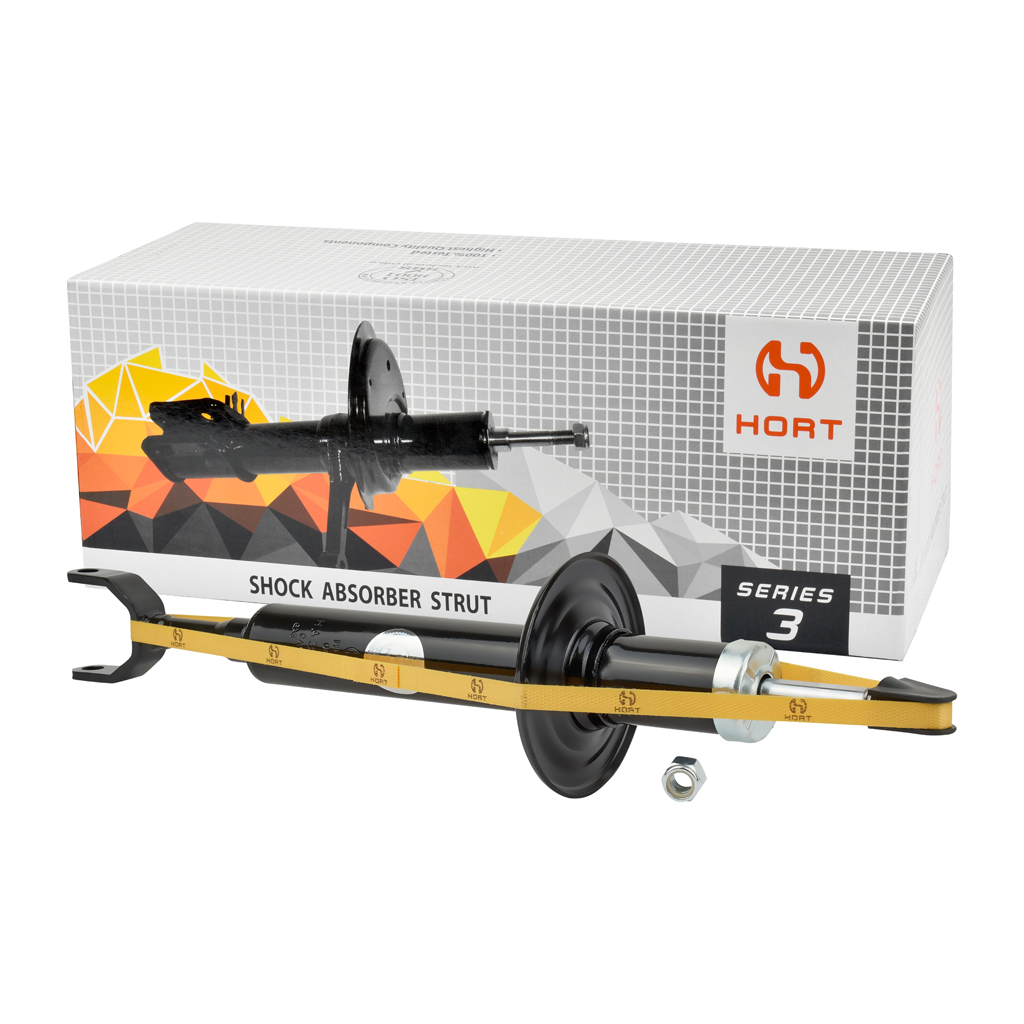 • 100% Tested
• Highest Quality Components
HORT
SHOCK ABSORBER STRUT
SERIES
3
HORT
HORT
HORT
HORT
HORT
HORT